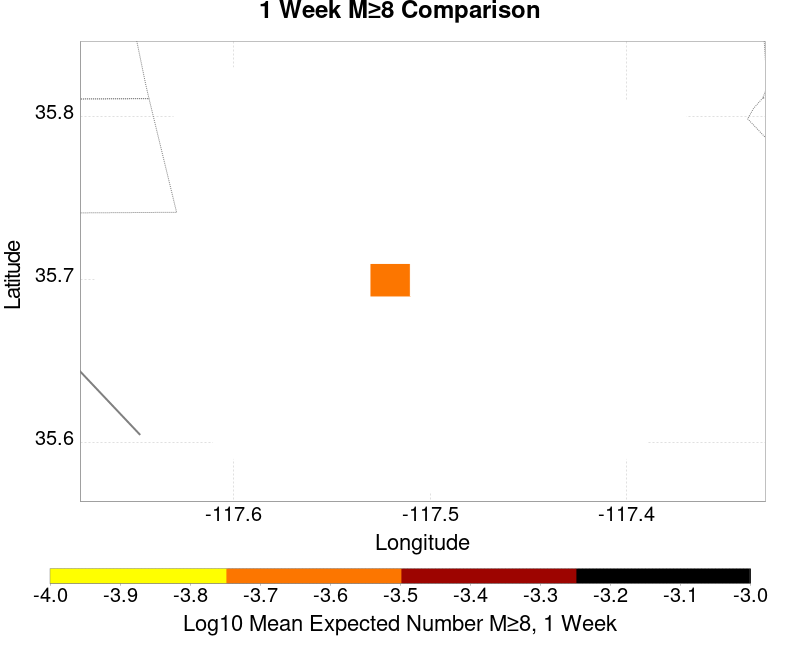 1 Week M≥8 Comparison
35.8
35.7
35.6
Latitude
-117.6 -117.5 -117.4
Longitude
-4.0 -3.9 -3.8 -3.7 -3.6 -3.5 -3.4 -3.3 -3.2 -3.1 -3.0
Log10 Mean Expected Number M≥8, 1 Week